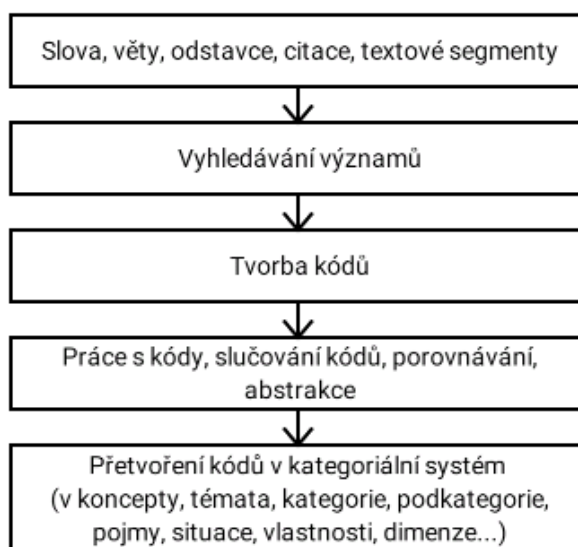 Slova, věty, odstavce, citace, textové segmenty
Vyhledávání významů
Tvorba kódů
Práce s kódy, slučování kódů, porovnávání,
abstrakce
Přetvoření kódů v kategoriální systém
(v koncepty, témata, kategorie, podkategorie,
pojmy, situace, vlastnosti, dimenze...)